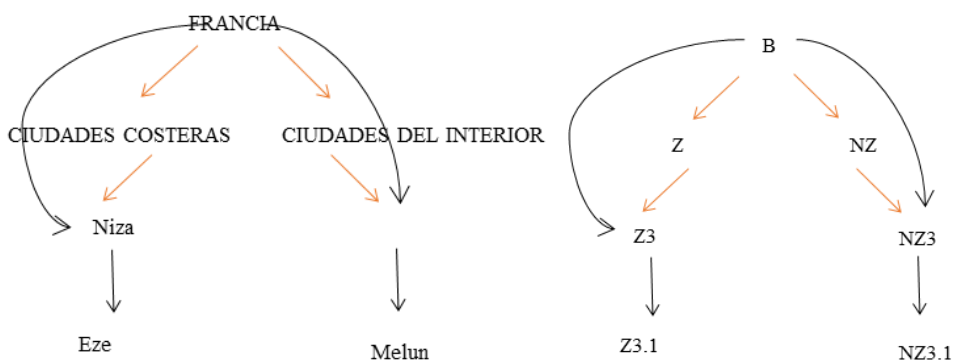 FRANCIA
CIUDADES COSTERAS
CIUDADES DEL INTERIOR
Niza
Eze
Melun
B
Z
NZ
Z3
NZ3
Z3.1
NZ3.1